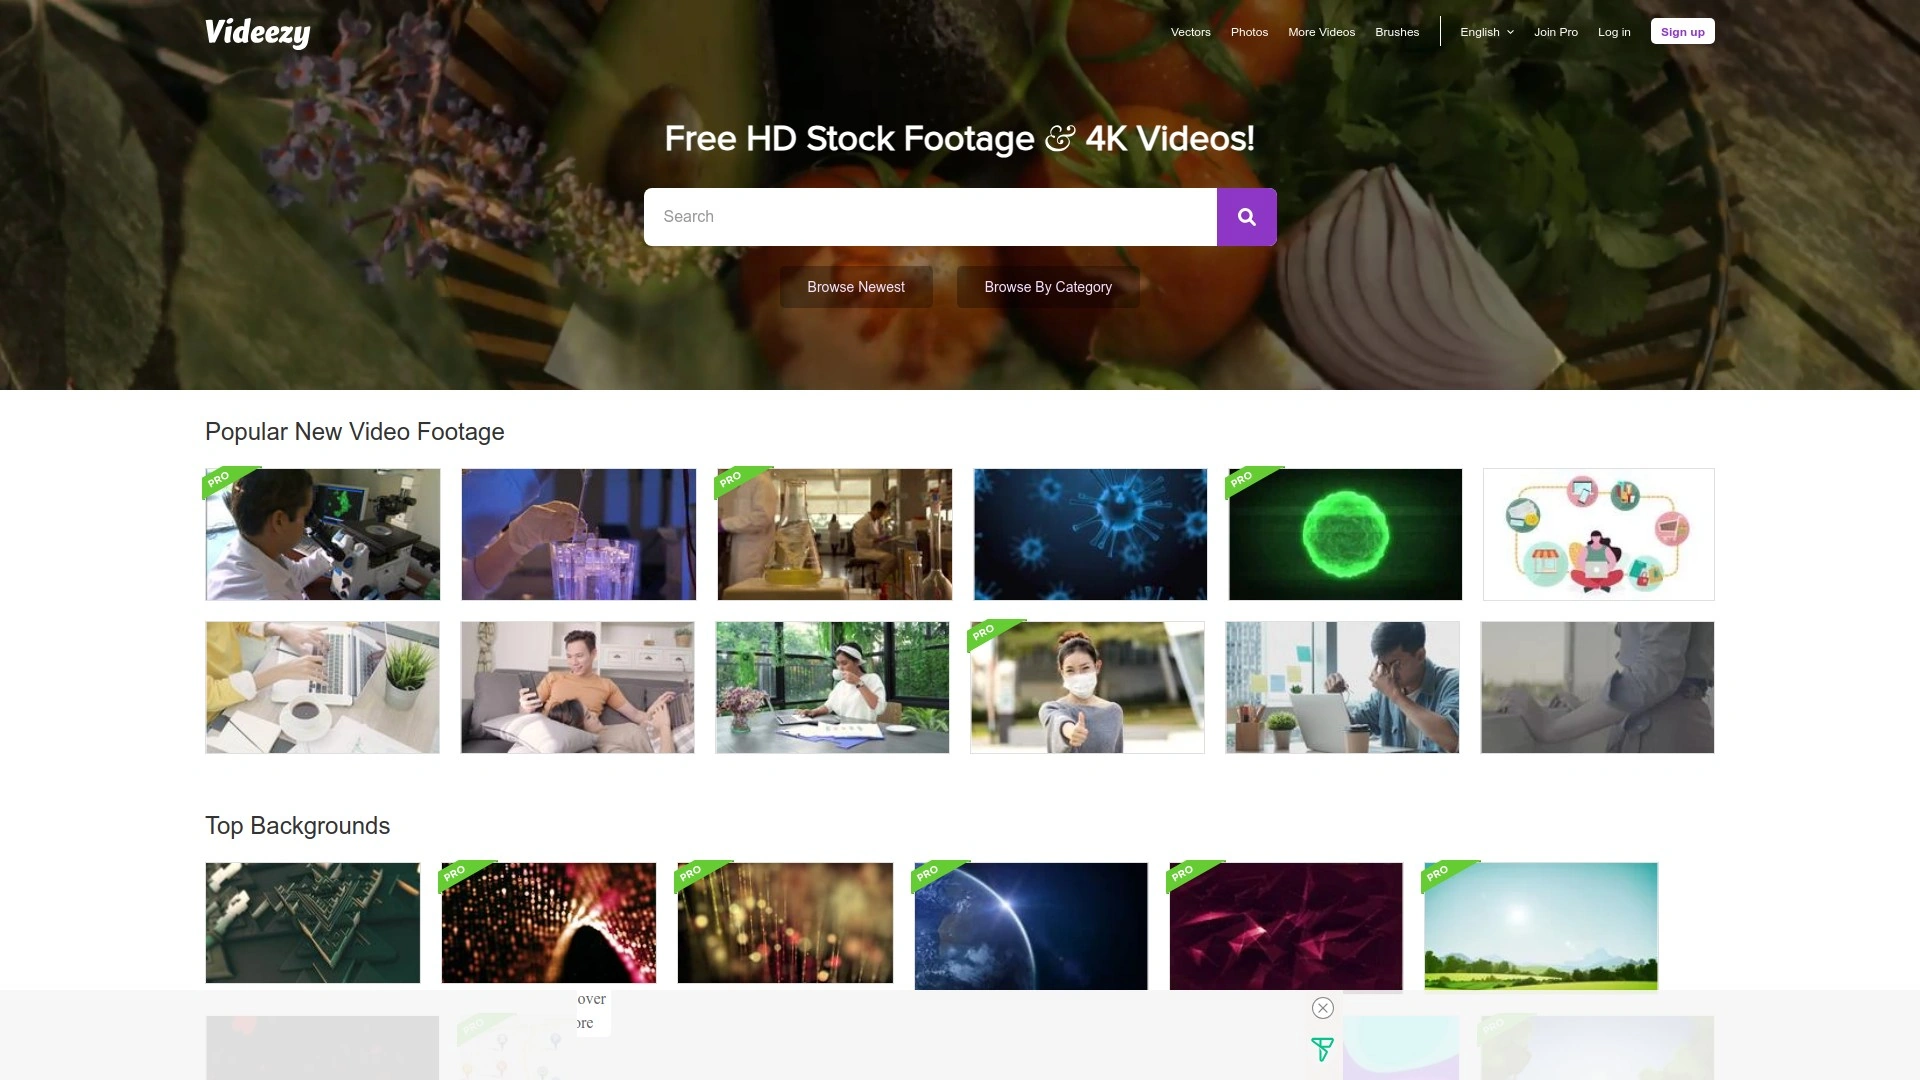 Videezy
Vectors Photos More Videos Brushes English Join Pro Log in Sign up
Free HD Stock Footage & 4K Videos!
Search
Browse Newest Browse By Category
Popular New Video Footage
PRO PRO PRO
PRO
Top Backgrounds
PRO PRO PRO PRO PRO
over
ore
PRO PRO